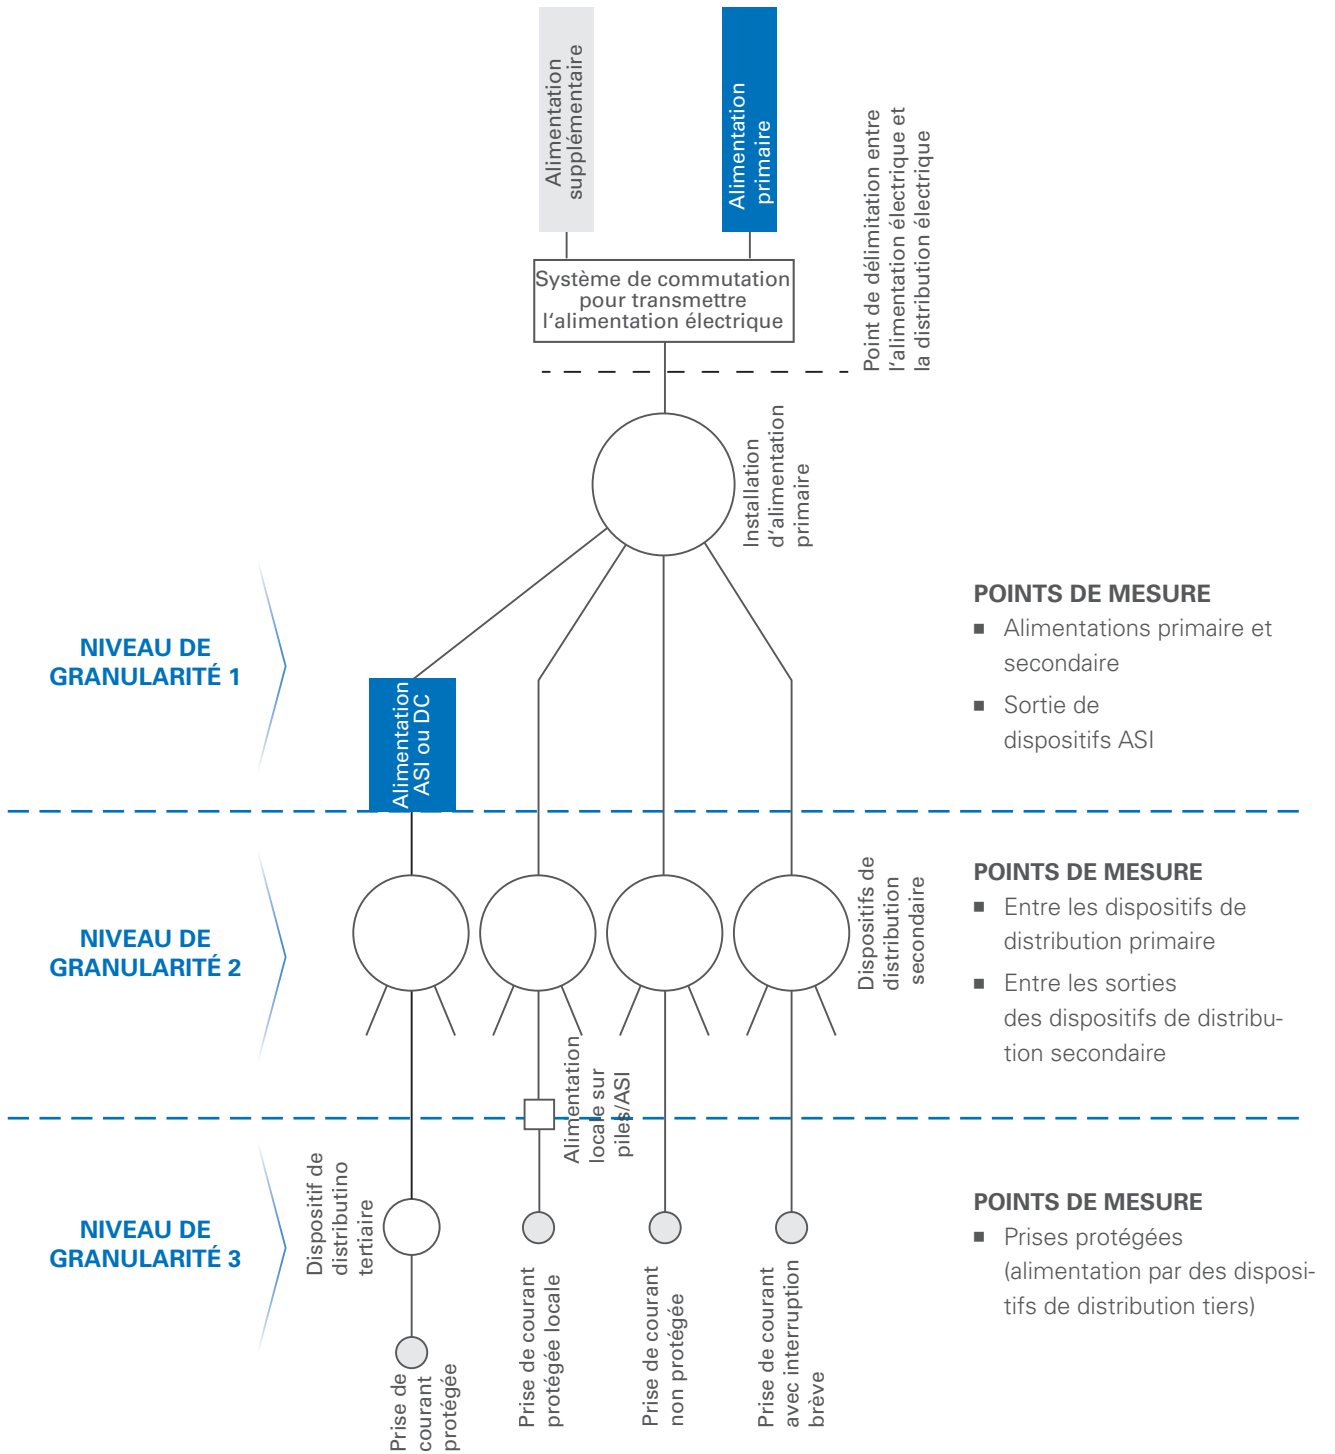 Alimentation
supplémentaire
Alimentation
primaire
Point de délimitation entre
l'alimentation électrique et
la distribution électrique
Système de commutation
pour transmettre
l'alimentation électrique
Installation
d'alimentation
primaire
NIVEAU DE
GRANULARITÉ 1
Alimentation
ASI ou DC
POINTS DE MESURE
■ Alimentations primaire et
secondaire
■ Sortie de
dispositifs ASI
NIVEAU DE
GRANULARITÉ 2
Dispositifs de
distribution
secondaire
POINTS DE MESURE
■ Entre les dispositifs de
distribution primaire
■ Entre les sorties
des dispositifs de distribu-
tion secondaire
Alimentation
locale sur
piles/ASI
NIVEAU DE
GRANULARITÉ 3
Dispositif de
distributino
tertiaire
POINTS DE MESURE
■ Prises protégées
(alimentation par des disposi-
tifs de distribution tiers)
Prise de
courant
protégée
Prise de courant
protégée locale
Prise de courant
non protégée
Prise de courant
avec interruption
brève